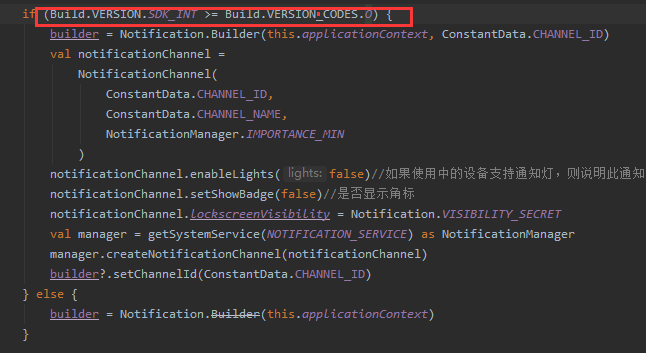 if (Build.VERSION.SDK_INT >= Build.VERSION_CODES.O) {
builder = Notification.Builder(this.applicationContext, ConstantData.CHANNEL_ID)
val notificationChannel =
NotificationChannel(
ConstantData.CHANNEL_ID,
ConstantData.CHANNEL_NAME,
NotificationManager.IMPORTANCE_MIN
)
notificationChannel.enableLights( lights: false)//如果使用中的设备支持通知灯，则说明此通知
notificationChannel.setShowBadge(false)//是否显示角标
notificationChannel.lockscreenVisibility = Notification.VISIBILITY_SECRET
val manager = getSystemService(NOTIFICATION_SERVICE) as NotificationManager
manager.createNotificationChannel(notificationChannel)
builder?.setChannelId(ConstantData.CHANNEL_ID)
} else {
builder = Notification.Builder(this.applicationContext)
}